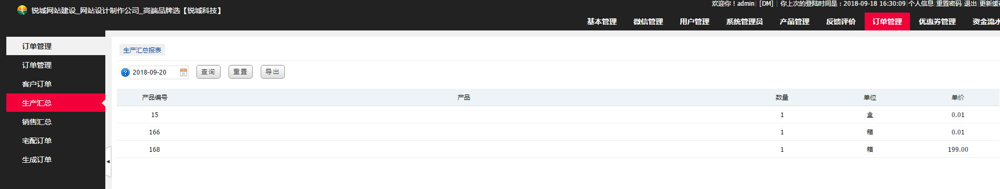 欢迎你！admin | [DM] | 你上次的登陆时间是：2018-09-18 16:30:09|个人信息|重置密码|退出|更新缓
锐城网站建设_网站设计制作公司_高端品牌选【锐城科技】
基本管理 微信管理 用户管理 系统管理员 产品管理 反馈评价 订单管理 优惠券管理 资金流水
订单管理
订单管理
客户订单
生产汇总
销售汇总
宅配订单
生成订单
生产汇总报表
2018-09-20 查询 重置 导出
产品编号 产品 数量 单位 单价
15 1 盒 0.01
166 1 箱 0.01
168 1 箱 199.00